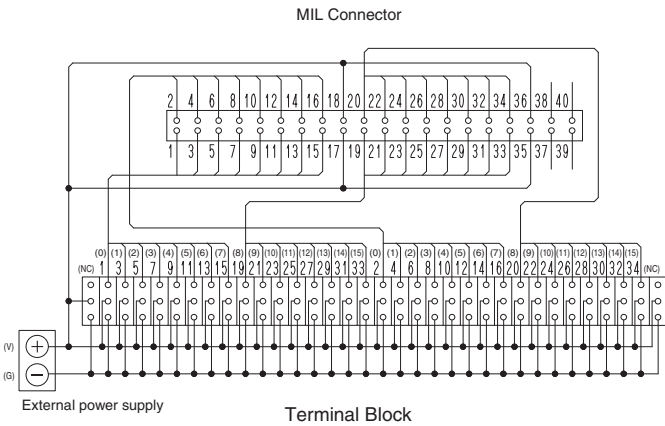 MIL Connector
2 4 6 8 10 12 14 16 18 20 22 24 26 28 30 32 34 36 38 40
1 3 5 7 9 11 13 15 17 19 21 23 25 27 29 31 33 35 37 39
(0) (1) (2) (3) (4) (5) (6) (7) (8) (9) (10) (11) (12) (13) (14) (15) (0) (1) (2) (3) (4) (5) (6) (7) (8) (9) (10) (11) (12) (13) (14) (15)
(NC) 1 3 5 7 9 11 13 15 19 21 23 25 27 29 31 33 2 4 6 8 10 12 14 16 20 22 24 26 28 30 32 34 (NC)
(V) +
(G) −
External power supply
Terminal Block